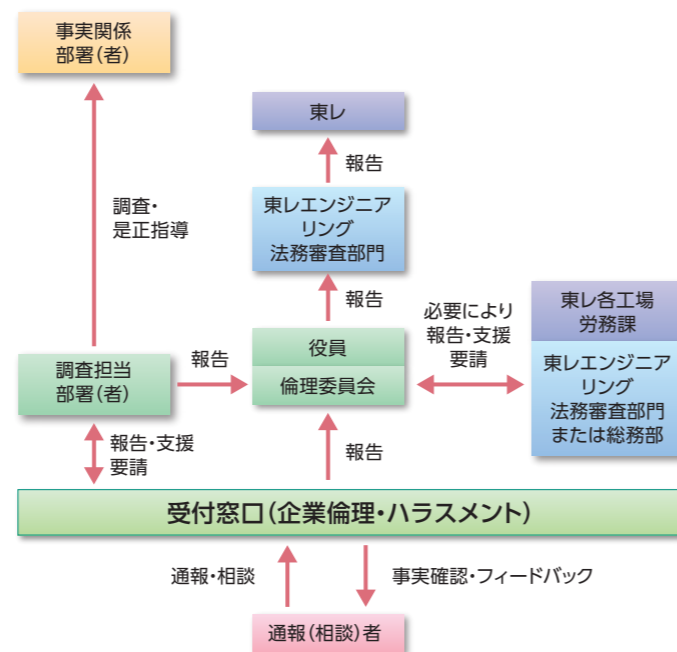 事実関係
部署（者）
東レ
報告
調査・
是正指導
東レエンジニア
リング
法務審査部門
報告
必要により
報告・支援
要請
東レ各工場
労務課
東レエンジニア
リング
法務審査部門
または総務部
調査担当
部署（者）
報告
役員
倫理委員会
報告・支援
要請
報告
受付窓口（企業倫理・ハラスメント）
通報・相談
事実確認・フィードバック
通報（相談）者